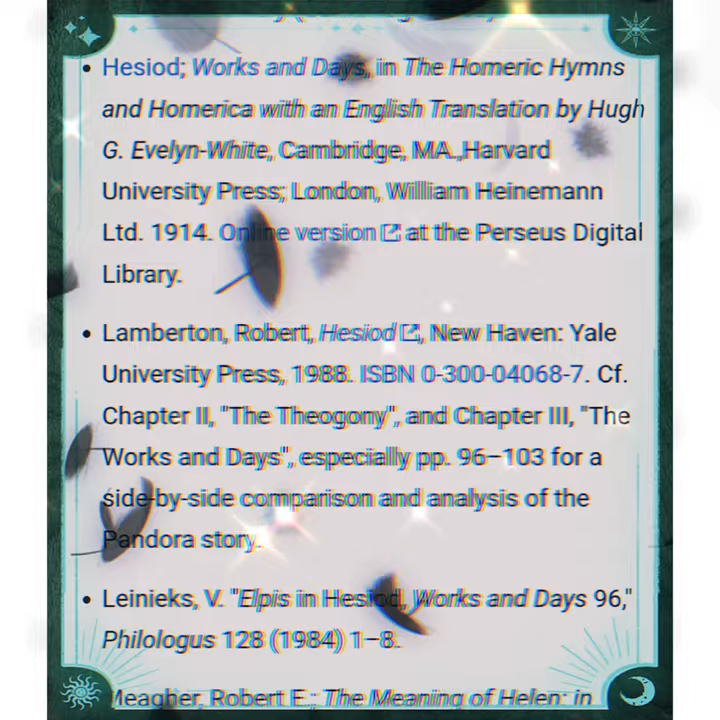 • Hesiod; Works and Days, in The Homeric Hymns
and Homerica with an English Translation by Hugh
G. Evelyn-White, Cambridge, MA.,Harvard
University Press; London, William Heinemann
Ltd. 1914. Online version at the Perseus Digital
Library.
• Lamberton, Robert, Hesiod, New Haven: Yale
University Press, 1988. ISBN 0-300-04068-7. Cf.
Chapter II, "The Theogony", and Chapter III, "The
Works and Days", especially pp. 96–103 for a
side-by-side comparison and analysis of the
Pandora story.
• Leinieks, V. "Elpis in Hesiod, Works and Days 96,"
Philologus 128 (1984) 1–8.
Meagher, Robert E.; The Meaning of Helen: in